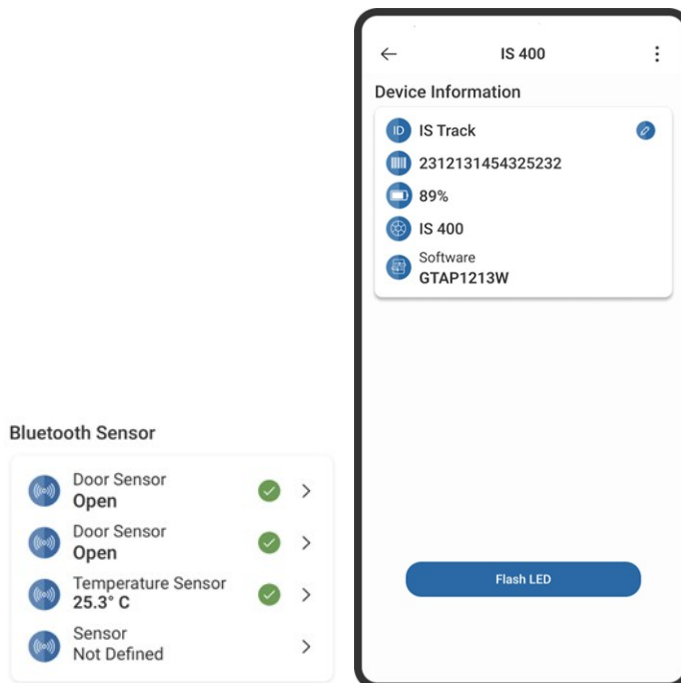 Bluetooth Sensor
Door Sensor
Open
Door Sensor
Open
Temperature Sensor
25.3° C
Sensor
Not Defined
IS 400
Device Information
ID IS Track
2312131454325232
89%
IS 400
Software
GTAP1213W
Flash LED